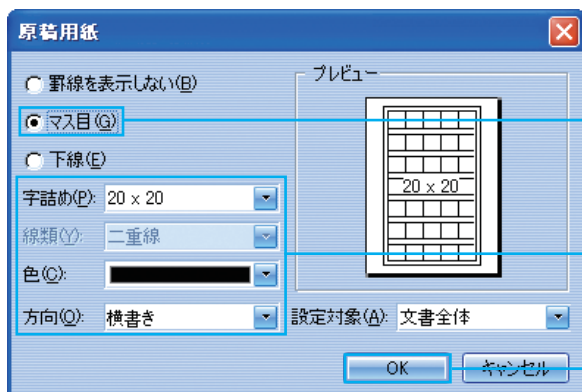 原稿用紙
罫線を表示しない(B)
マス目(G)
下線(E)
字詰め(P): 20 x 20
線類(Y): 二重線
色(C):
方向(O): 横書き
プレビュー
20 x 20
設定対象(A): 文書全体
OK キャンセル